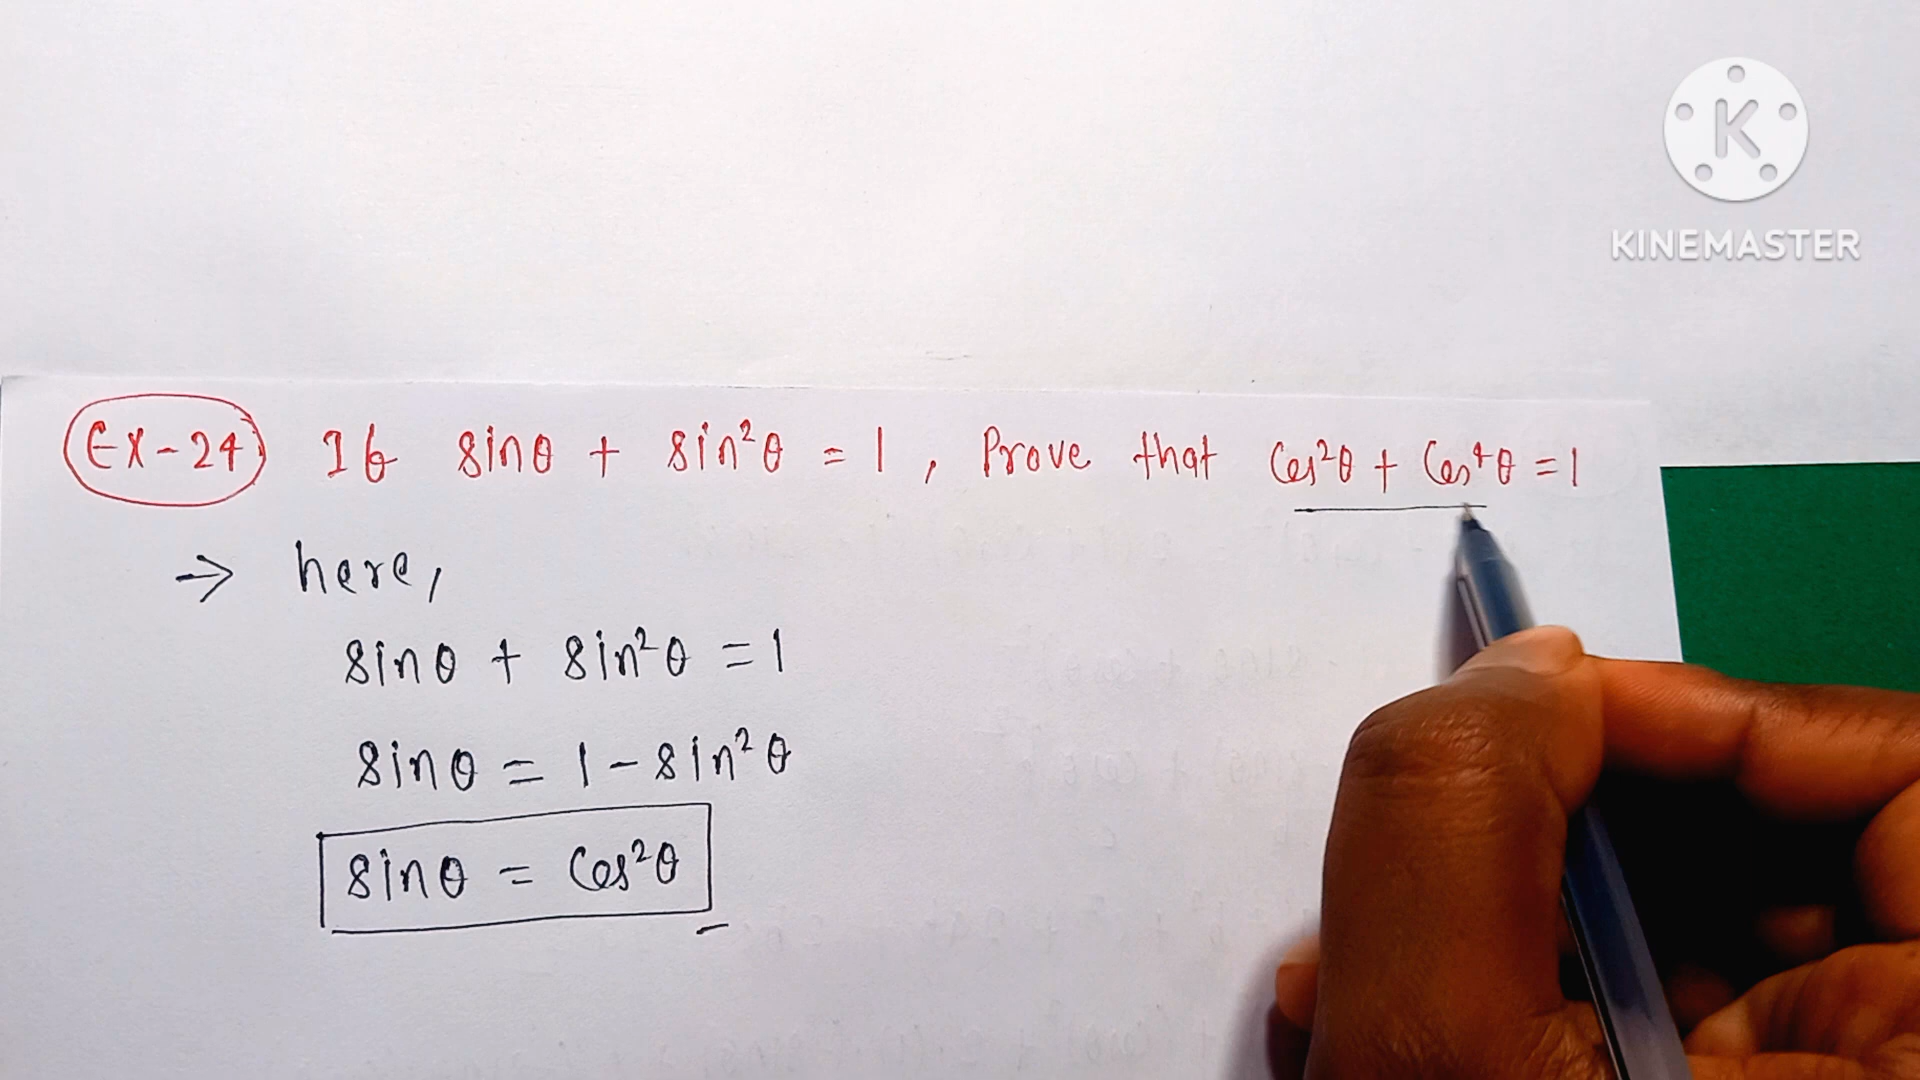 K
KINEMASTER
Ex-24 If sinθ + sin²θ = 1, Prove that Cos²θ + Cos⁴θ = 1
→ here,
sinθ + sin²θ = 1
sinθ = 1 - sin²θ
sinθ = Cos²θ